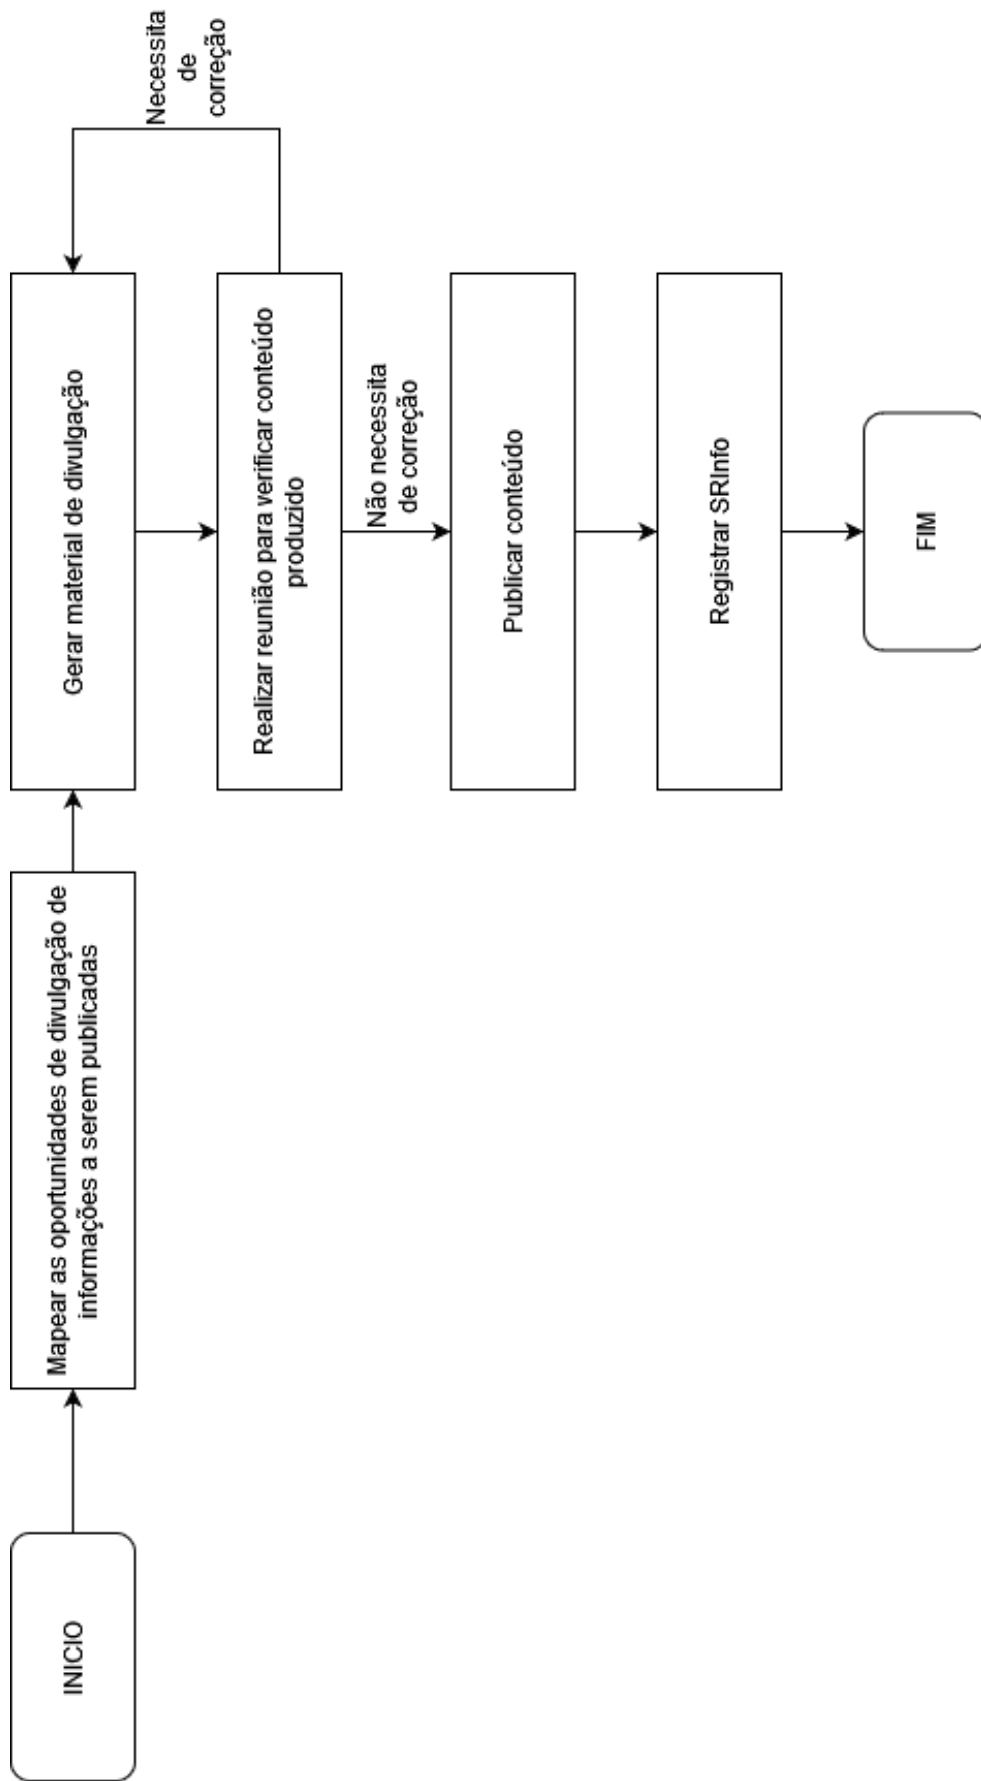 INICIO
Mapear as oportunidades de divulgação de
informações a serem publicadas
Gerar material de divulgação
Necessita
de
correção
Realizar reunião para verificar conteúdo
produzido
Não necessita
de correção
Publicar conteúdo
Registrar SRInfo
FIM